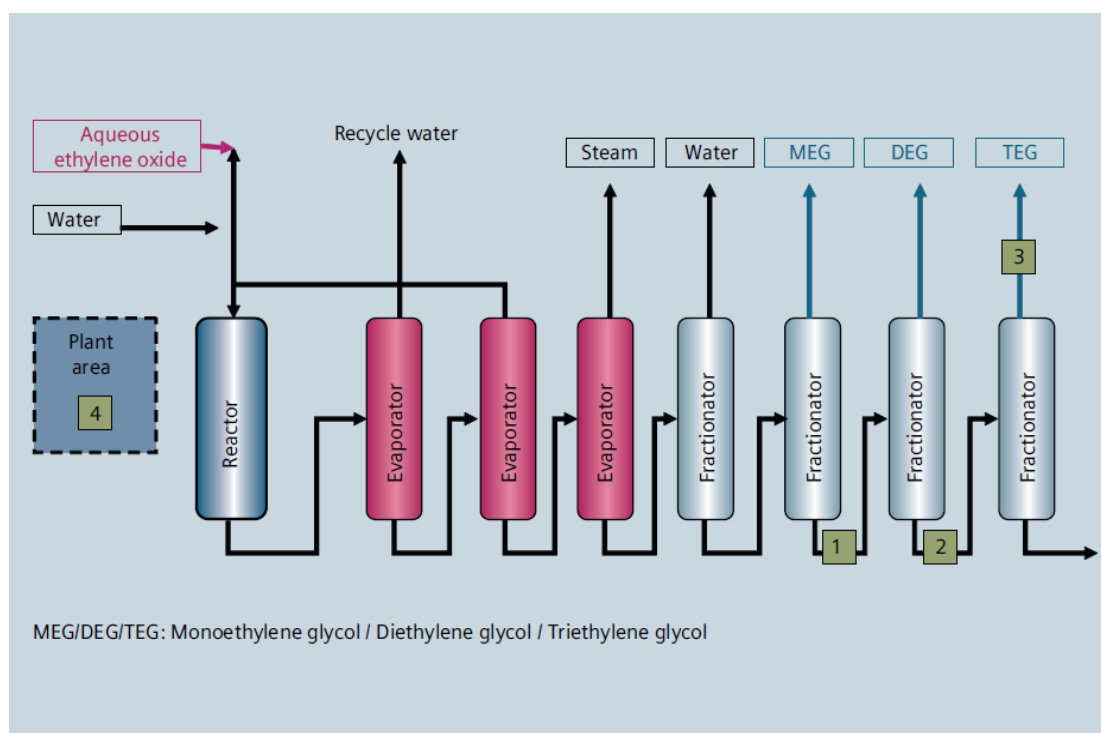 Aqueous
ethylene oxide
Recycle water
Steam
Water
MEG
DEG
TEG
Water
3
Plant
area
4
Reactor
Evaporator
Evaporator
Evaporator
Fractionator
Fractionator
Fractionator
Fractionator
1
2
MEG/DEG/TEG: Monoethylene glycol / Diethylene glycol / Triethylene glycol